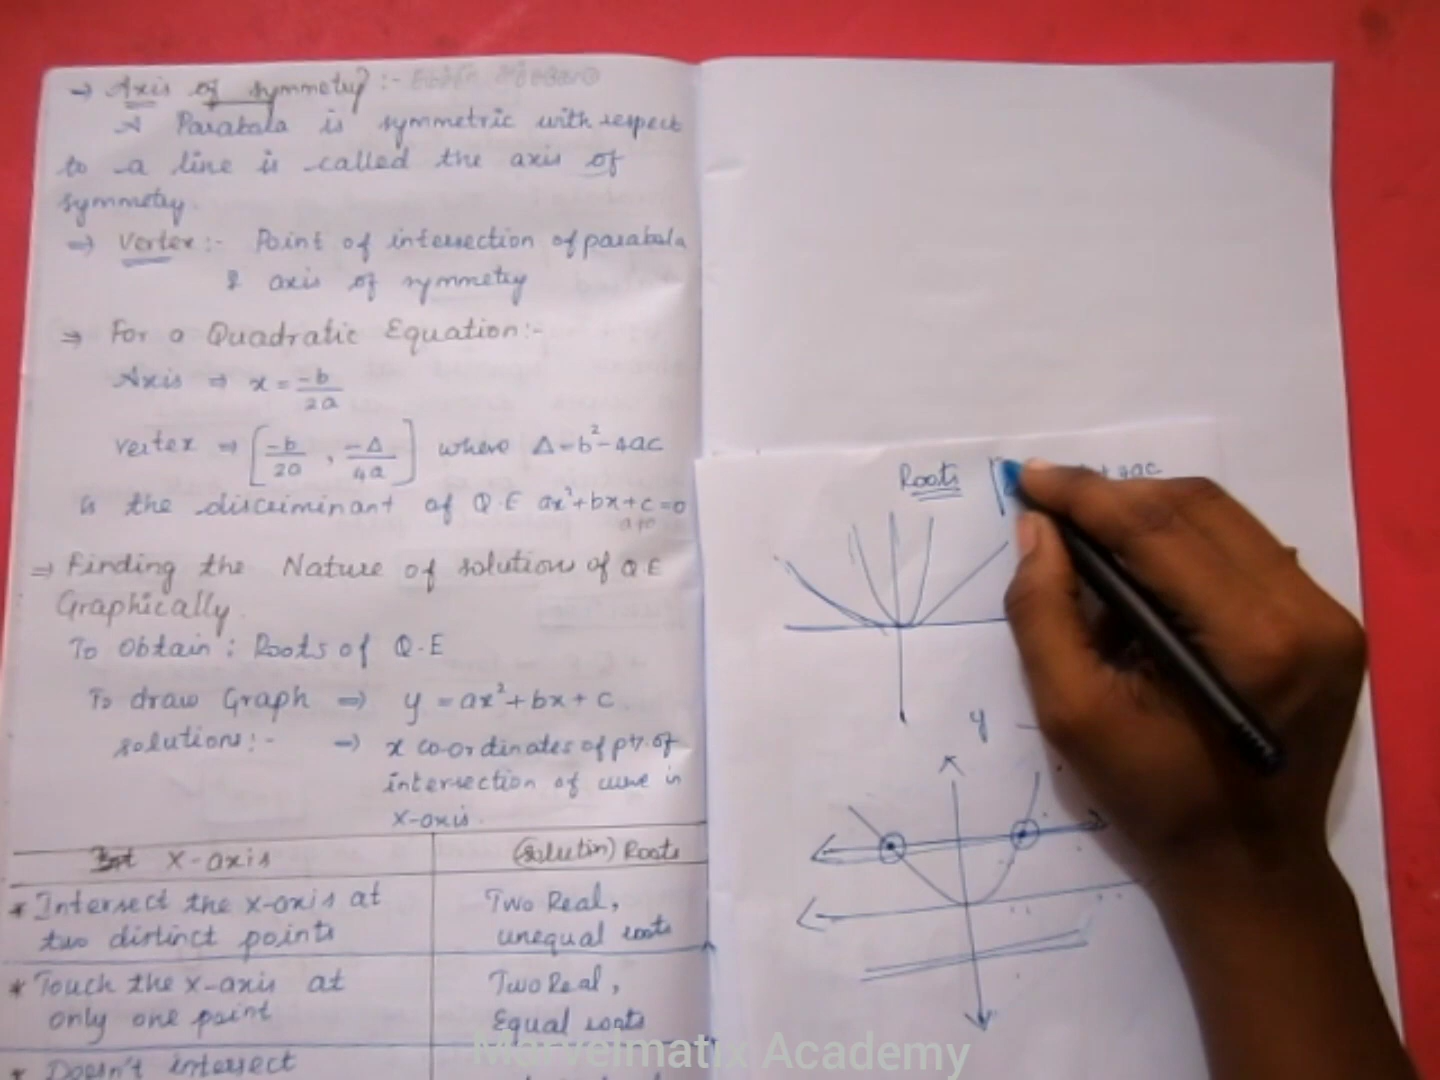 → Axis of symmetry :-
A Parabala is symmetric with respect
to a line is called the axis of
symmetry.
⇒ Vertex :- Point of intersection of parabala
& axis of symmetry
⇒ For a Quadratic Equation:-
Axis ⇒ x = -b/2a
vertex ⇒ [-b/2a , -Δ/4a] where Δ = b² - 4ac
is the discriminant of Q.E ax²+bx+c=0
a≠0
⇒ Finding the Nature of solution of Q.E
Graphically.
To Obtain : Roots of Q.E
To draw Graph ⇒ y = ax²+bx+c
solutions:- ⇒ x co-ordinates of pt. of
intersection of curve in
X-axis.
X-axis (solutin) Roots
* Intersect the x-axis at
two distinct points
Two Real,
unequal roots
* Touch the x-axis at
only one point
Two Real,
Equal roots
* Doesn't intersect
Roots
4ac
y
Marvelmatix Academy